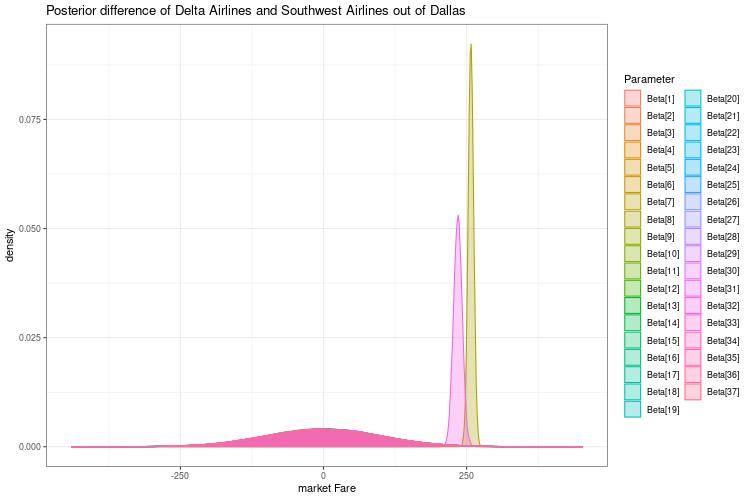 Posterior difference of Delta Airlines and Southwest Airlines out of Dallas
density
0.075
0.050
0.025
0.000
-250 0 250
market Fare
Parameter
Beta[1] Beta[20]
Beta[2] Beta[21]
Beta[3] Beta[22]
Beta[4] Beta[23]
Beta[5] Beta[24]
Beta[6] Beta[25]
Beta[7] Beta[26]
Beta[8] Beta[27]
Beta[9] Beta[28]
Beta[10] Beta[29]
Beta[11] Beta[30]
Beta[12] Beta[31]
Beta[13] Beta[32]
Beta[14] Beta[33]
Beta[15] Beta[34]
Beta[16] Beta[35]
Beta[17] Beta[36]
Beta[18] Beta[37]
Beta[19]